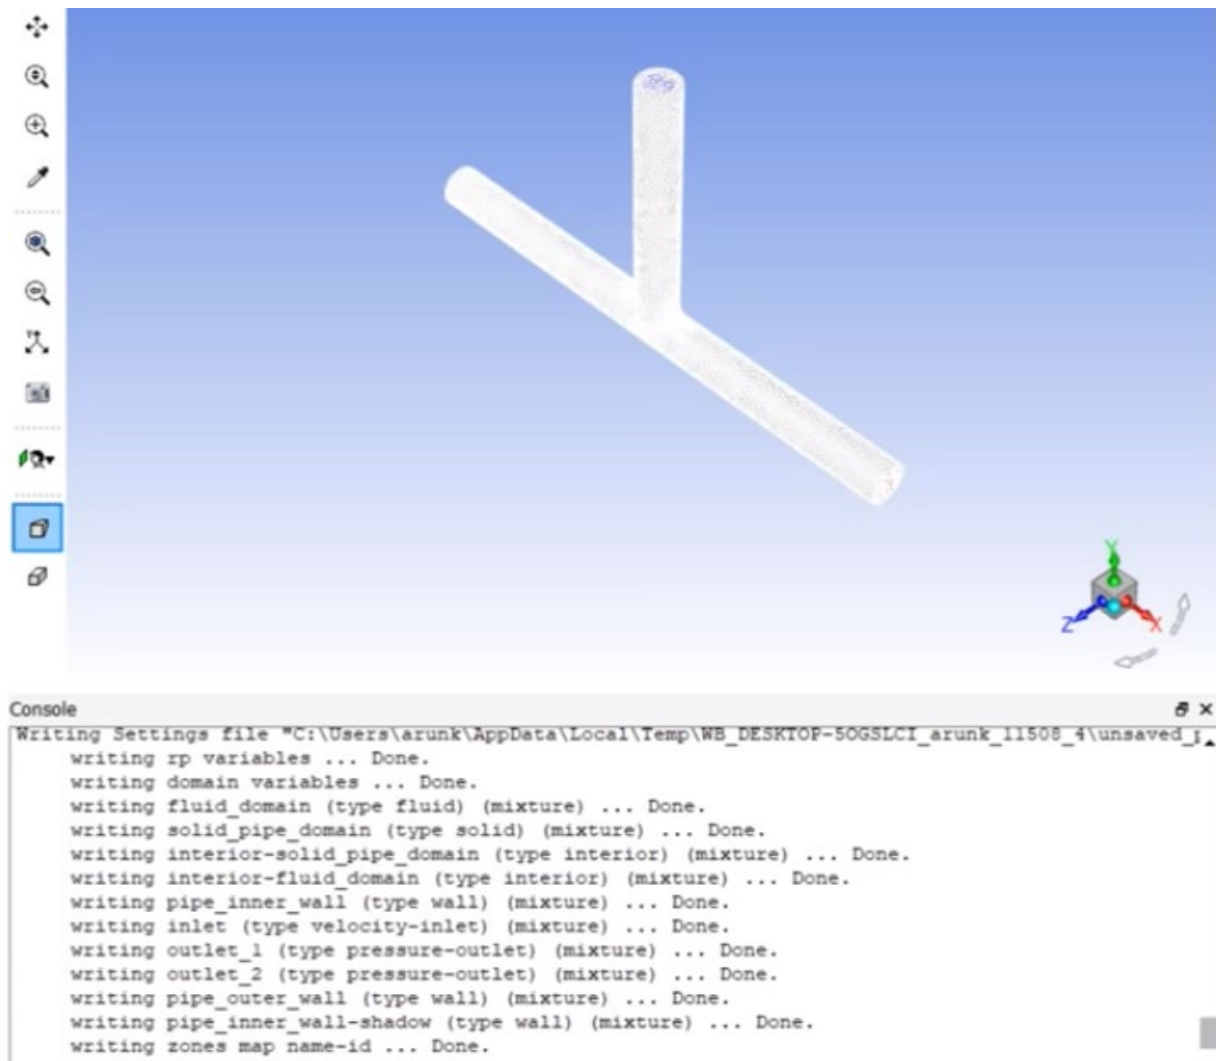 Y
Z
X
Console
Writing Settings file "C:\Users\arunk\AppData\Local\Temp\WB_DESKTOP-5OGSLCI_arunk_11508_4\unsaved_p
writing rp variables ... Done.
writing domain variables ... Done.
writing fluid_domain (type fluid) (mixture) ... Done.
writing solid_pipe_domain (type solid) (mixture) ... Done.
writing interior-solid_pipe_domain (type interior) (mixture) ... Done.
writing interior-fluid_domain (type interior) (mixture) ... Done.
writing pipe_inner_wall (type wall) (mixture) ... Done.
writing inlet (type velocity-inlet) (mixture) ... Done.
writing outlet_1 (type pressure-outlet) (mixture) ... Done.
writing outlet_2 (type pressure-outlet) (mixture) ... Done.
writing pipe_outer_wall (type wall) (mixture) ... Done.
writing pipe_inner_wall-shadow (type wall) (mixture) ... Done.
writing zones map name-id ... Done.